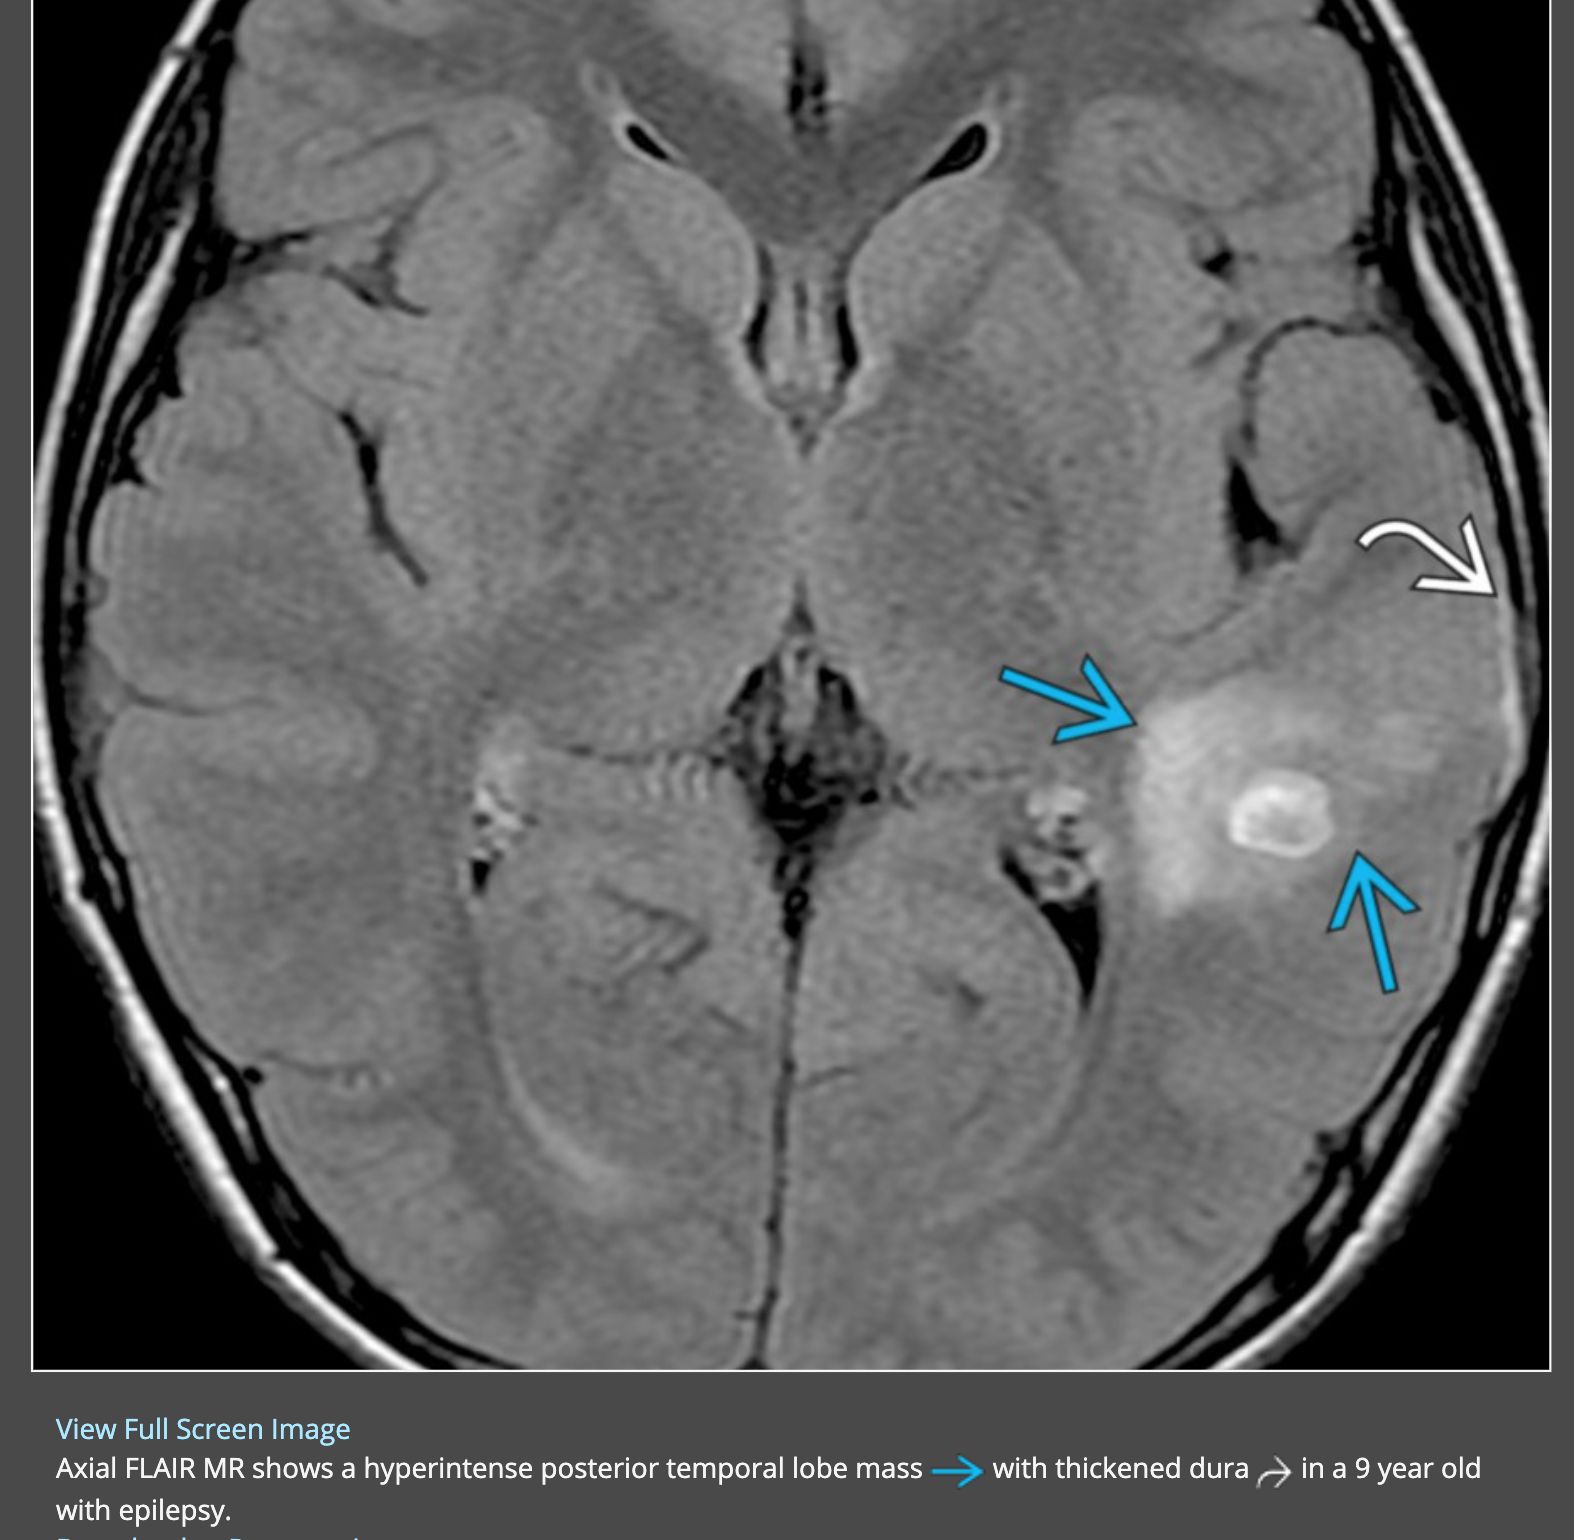 View Full Screen Image
Axial FLAIR MR shows a hyperintense posterior temporal lobe mass with thickened dura in a 9 year old
with epilepsy.